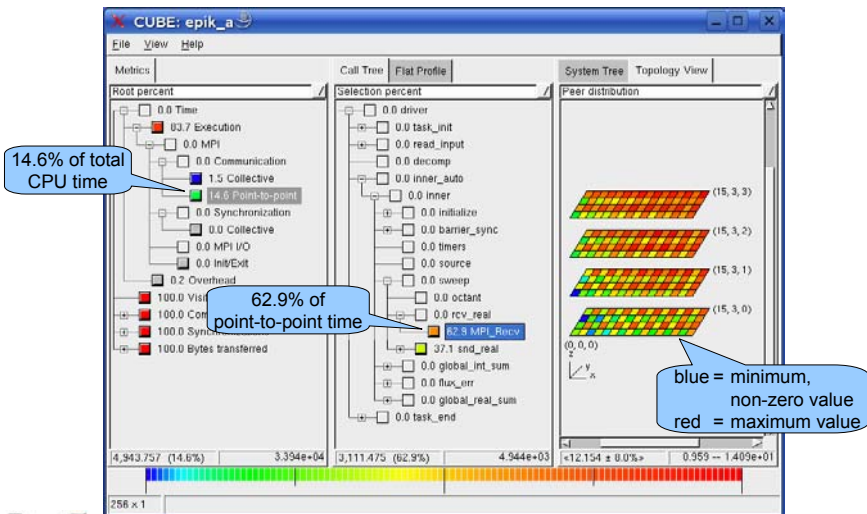 CUBE: epik_a
File View Help
Metrics
Call Tree Flat Profile
System Tree Topology View
Root percent
Selection percent
Peer distribution
0.0 Time
83.7 Execution
0.0 MPI
0.0 Communication
1.5 Collective
14.6 Point-to-point
0.0 Synchronization
0.0 Collective
0.0 MPI I/O
0.0 Init/Exit
0.2 Overhead
100.0 Visi
100.0 Com
100.0 Synchro
100.0 Bytes transferred
14.6% of total
CPU time
0.0 driver
0.0 task_init
0.0 read_input
0.0 decomp
0.0 inner_auto
0.0 inner
0.0 initialize
0.0 barrier_sync
0.0 timers
0.0 source
0.0 sweep
0.0 octant
0.0 rcv_real
62.9 MPI_Recv
37.1 snd_real
0.0 global_int_sum
0.0 flux_err
0.0 global_real_sum
0.0 task_end
62.9% of
point-to-point time
(15, 3, 3)
(15, 3, 2)
(15, 3, 1)
(15, 3, 0)
(0, 0, 0)
z
y
x
blue = minimum,
non-zero value
red = maximum value
4,943.757 (14.6%) 3.394e+04
3,111.475 (62.9%) 4.944e+03
«12.154 ± 8.0%» 0.959 -- 1.409e+01
256 x 1